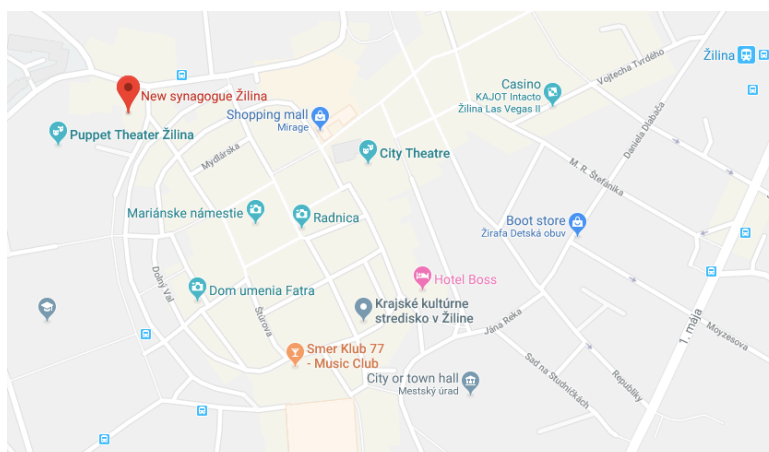 Žilina
Vojtecha Tvrdého
Casino
KAJOT Intacto
Žilina Las Vegas II
New synagogue Žilina
Shopping mall
Mirage
Daniela Dlabača
Puppet Theater Žilina
Mydlárska
City Theatre
M. R. Štefánika
Mariánske námestie
Radnica
Boot store
Žirafa Detská obuv
Dolný Val
Dom umenia Fatra
Hotel Boss
Krajské kultúrne
stredisko v Žiline
Štúrova
Jána Reka
1. mája
Moyzesova
Smer Klub 77
- Music Club
City or town hall
Mestský úrad
Sad na Studničkách
Republiky